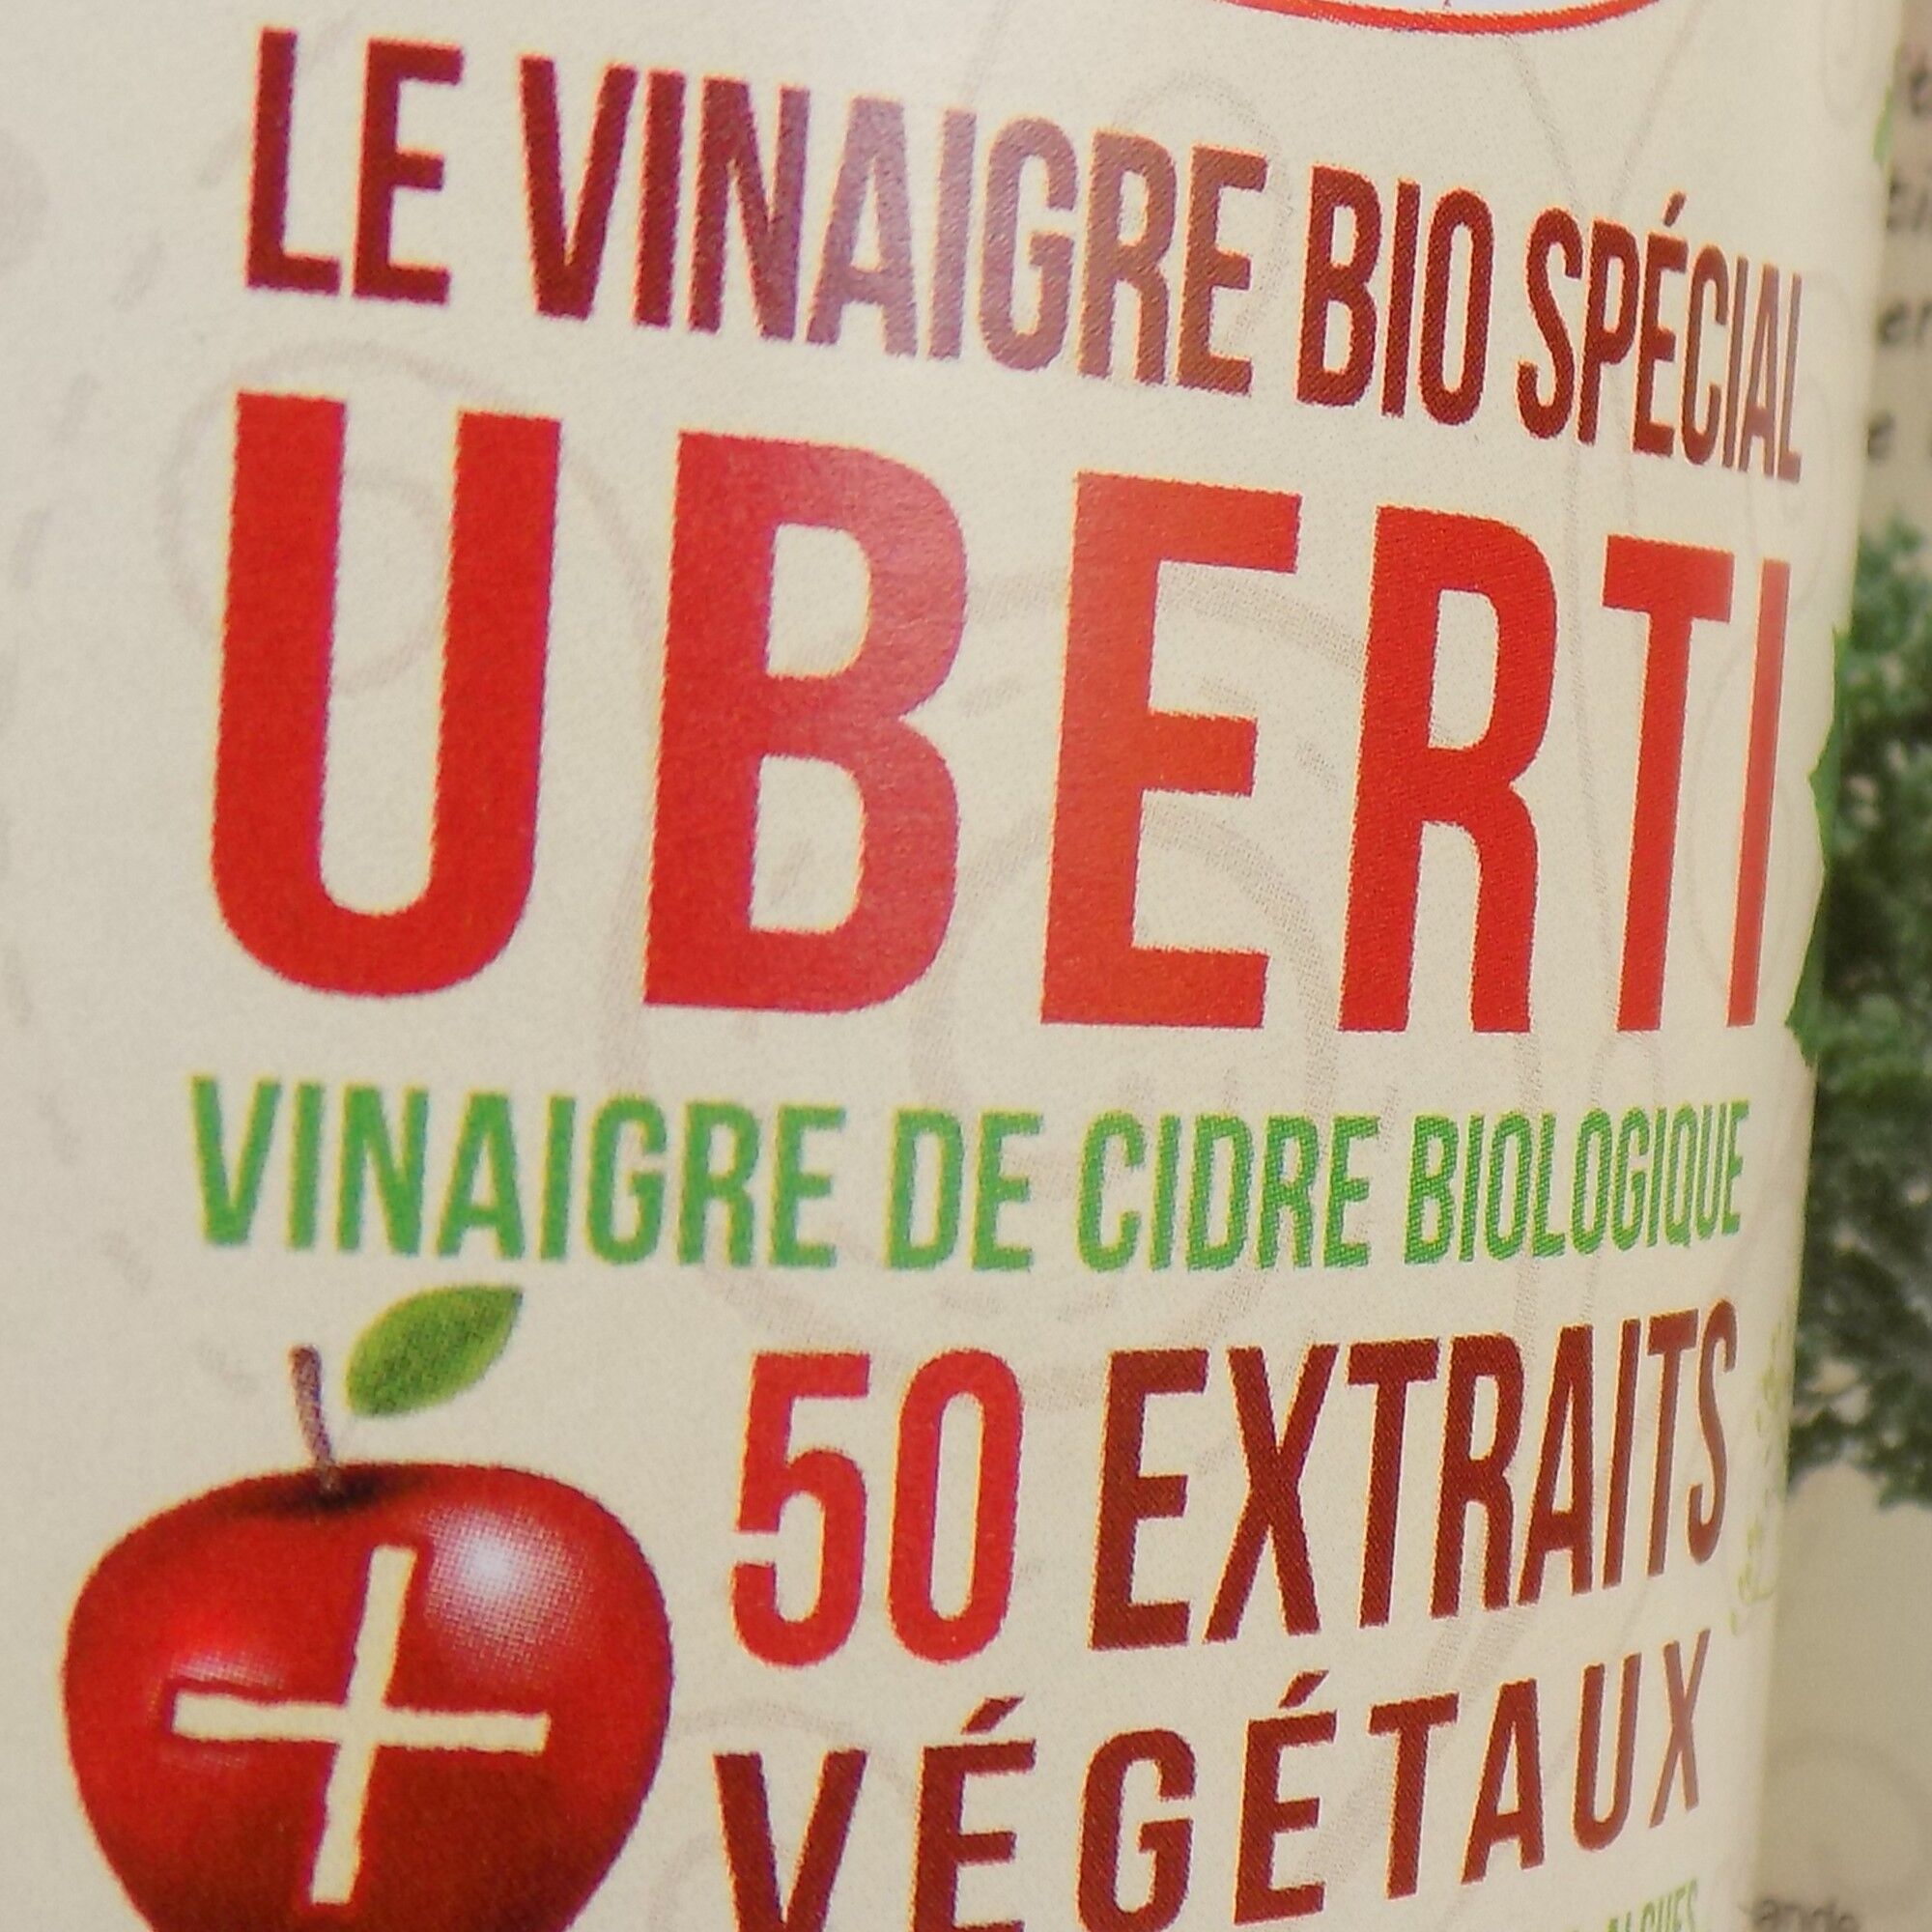 LE VINAIGRE BIO SPÉCIAL
UBERTI
VINAIGRE DE CIDRE BIOLOGIQUE
50 EXTRAITS
VÉGÉTAUX